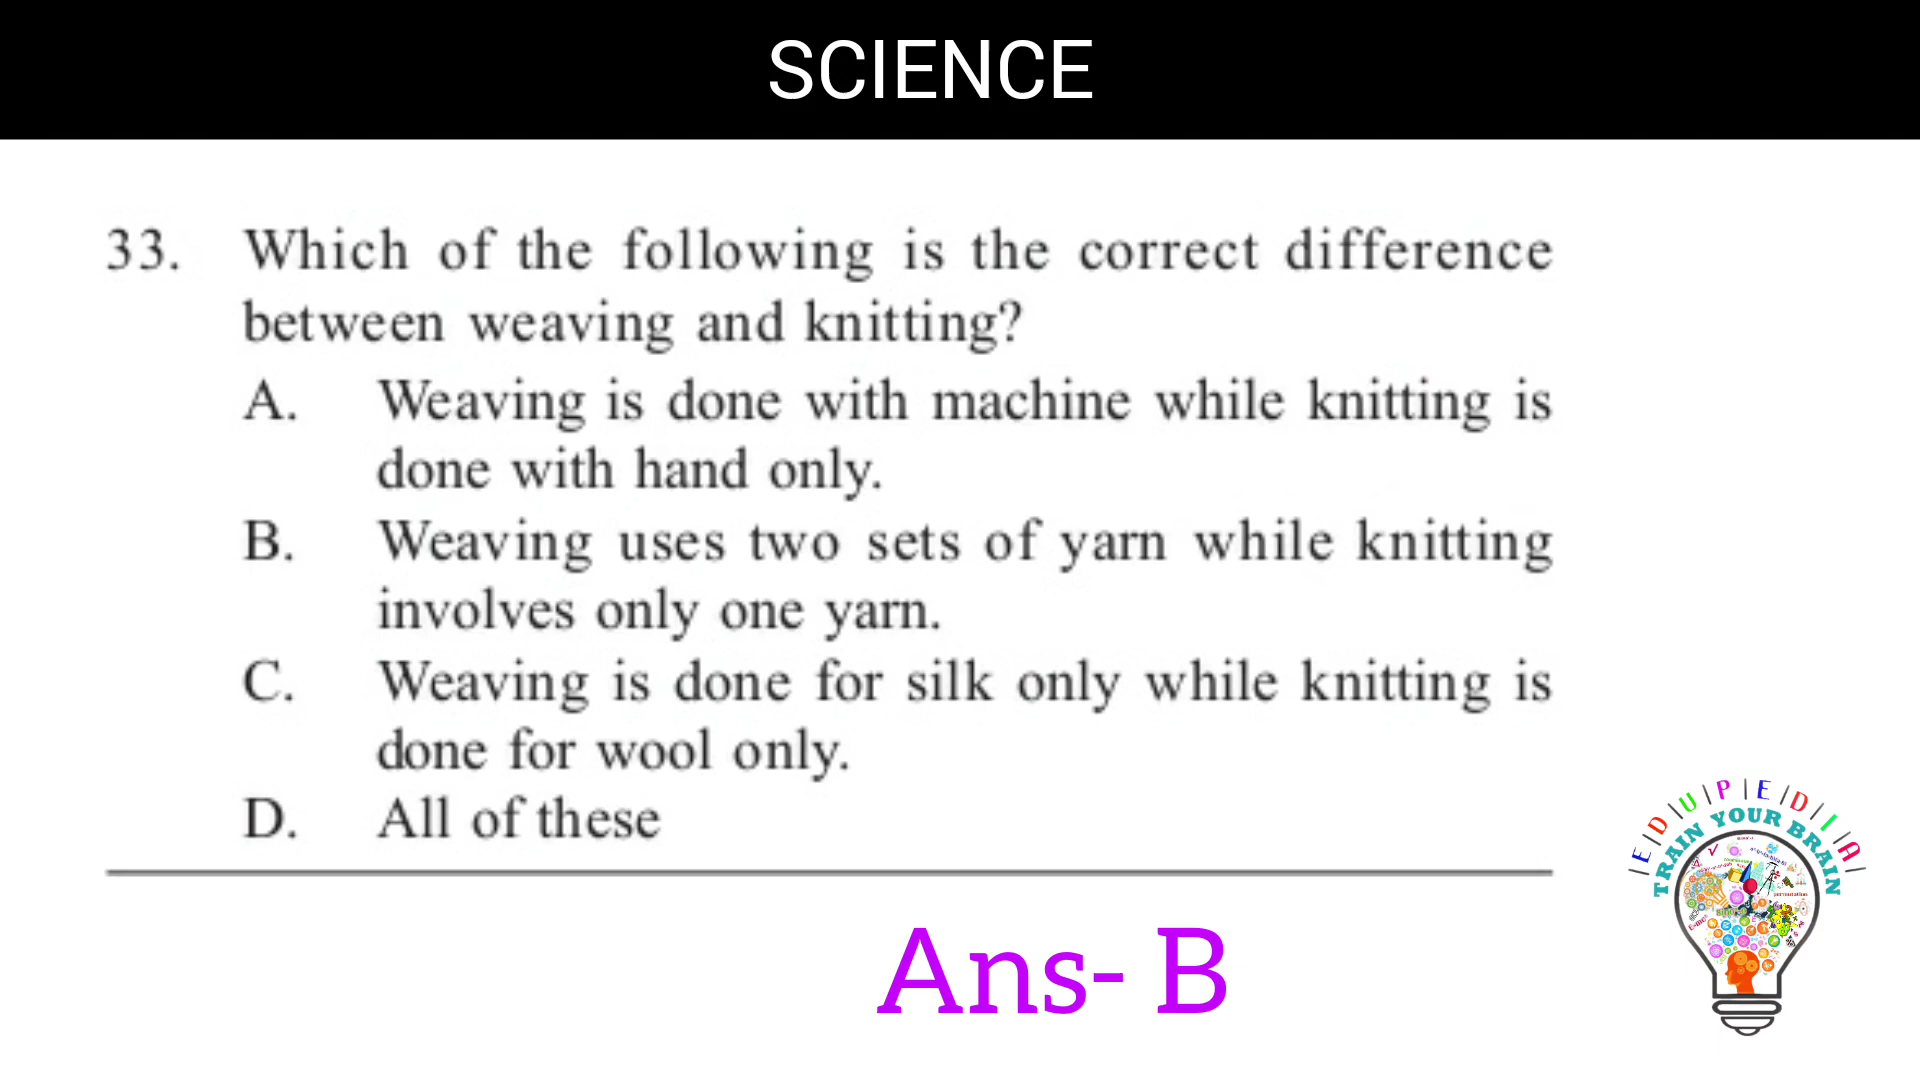 SCIENCE
33. Which of the following is the correct difference
between weaving and knitting?
A. Weaving is done with machine while knitting is
done with hand only.
B. Weaving uses two sets of yarn while knitting
involves only one yarn.
C. Weaving is done for silk only while knitting is
done for wool only.
D. All of these
Ans- B
|E|D|U|P|E|D|I|A|
TRAIN YOUR BRAIN